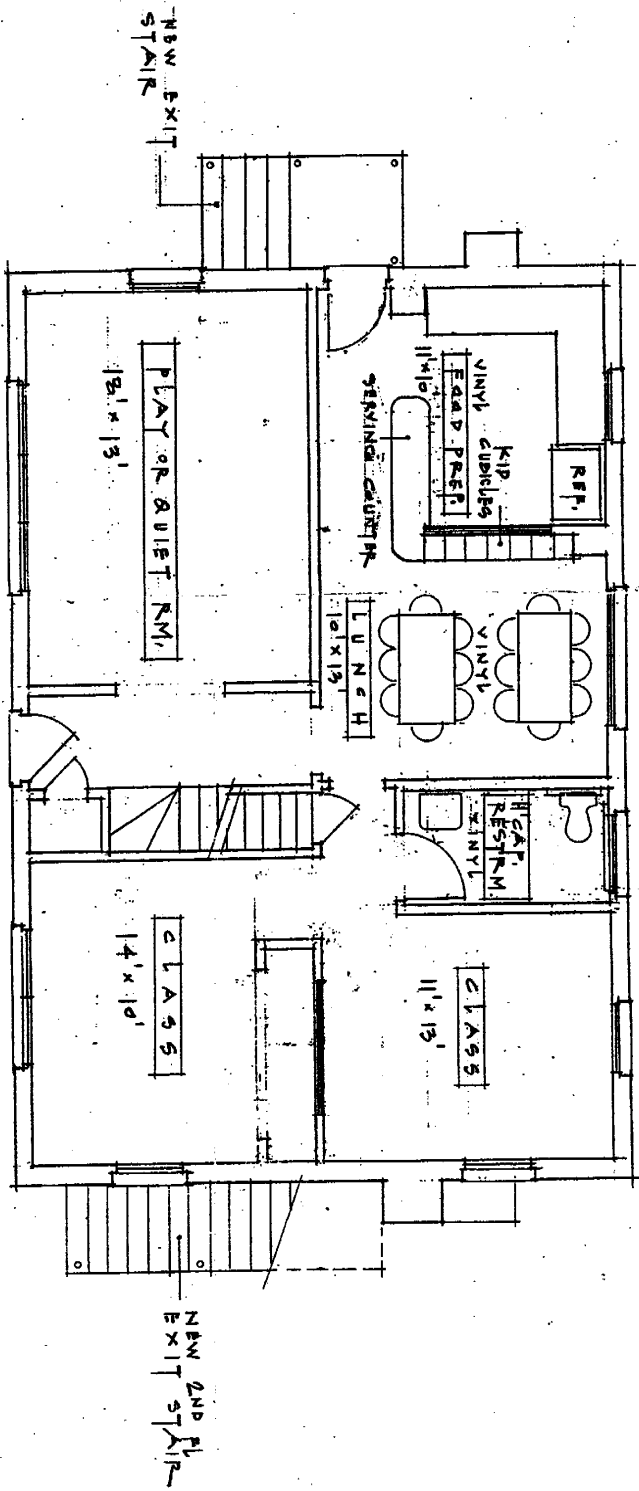 NEW EXIT
STAIR
REF.
KID
CUBICLES
VINYL
FOOD PREP.
11' x 10'
SERVING COUNTER
PLAY OR QUIET RM.
18' x 13'
VINYL
LUNCH
10' x 13'
H'CAP.
RESTRM.
VINYL
CLASS
11' x 13'
CLASS
14' x 10'
NEW 2ND FL
EXIT STAIR